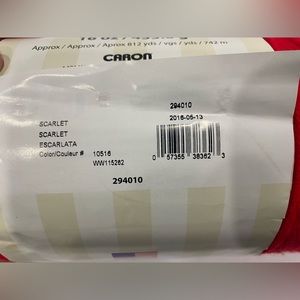 Approx / Approx / Aprox 812 yds / vgs / yds / 742 m
CARON
294010
2016-05-13
SCARLET
SCARLET
ESCARLATA
Color/Couleur # 10516
WW115262
0 57355 38362 3
294010